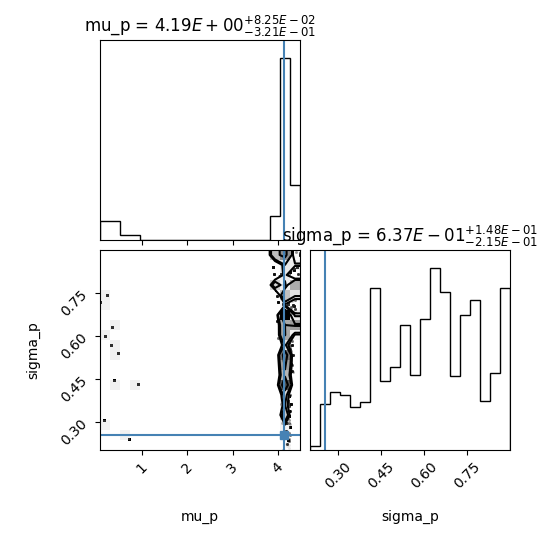 mu_p = 4.19E+00+8.25E−02−3.21E−01
sigma_p = 6.37E−01+1.48E−01−2.15E−01
sigma_p
0.75
0.60
0.45
0.30
1 2 3 4
0.30 0.45 0.60 0.75
mu_p
sigma_p